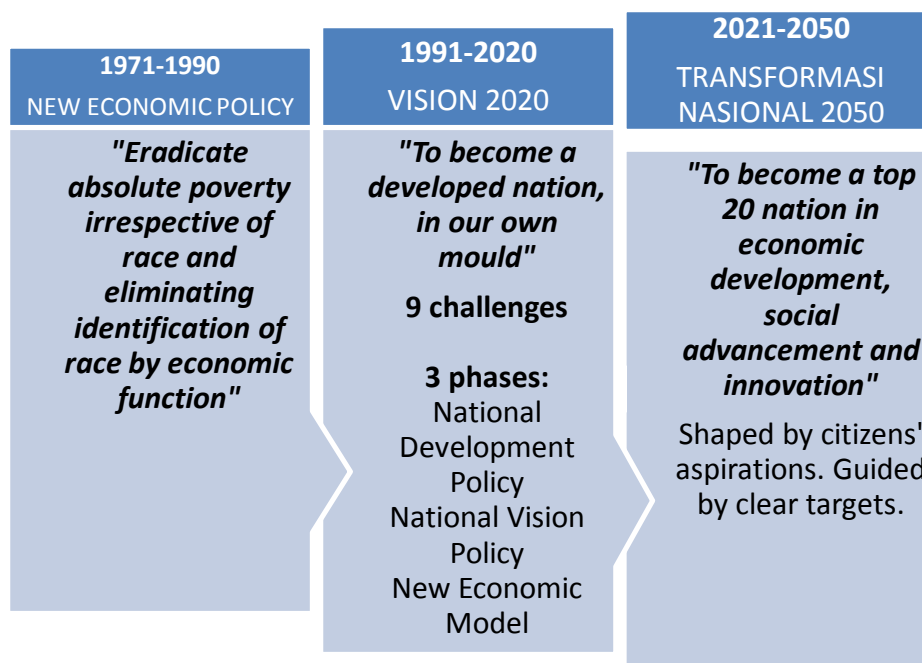 1971-1990
NEW ECONOMIC POLICY
"Eradicate
absolute poverty
irrespective of
race and
eliminating
identification of
race by economic
function"
1991-2020
VISION 2020
"To become a
developed nation,
in our own
mould"
9 challenges
3 phases:
National
Development
Policy
National Vision
Policy
New Economic
Model
2021-2050
TRANSFORMASI
NASIONAL 2050
"To become a top
20 nation in
economic
development,
social
advancement and
innovation"
Shaped by citizens'
aspirations. Guided
by clear targets.